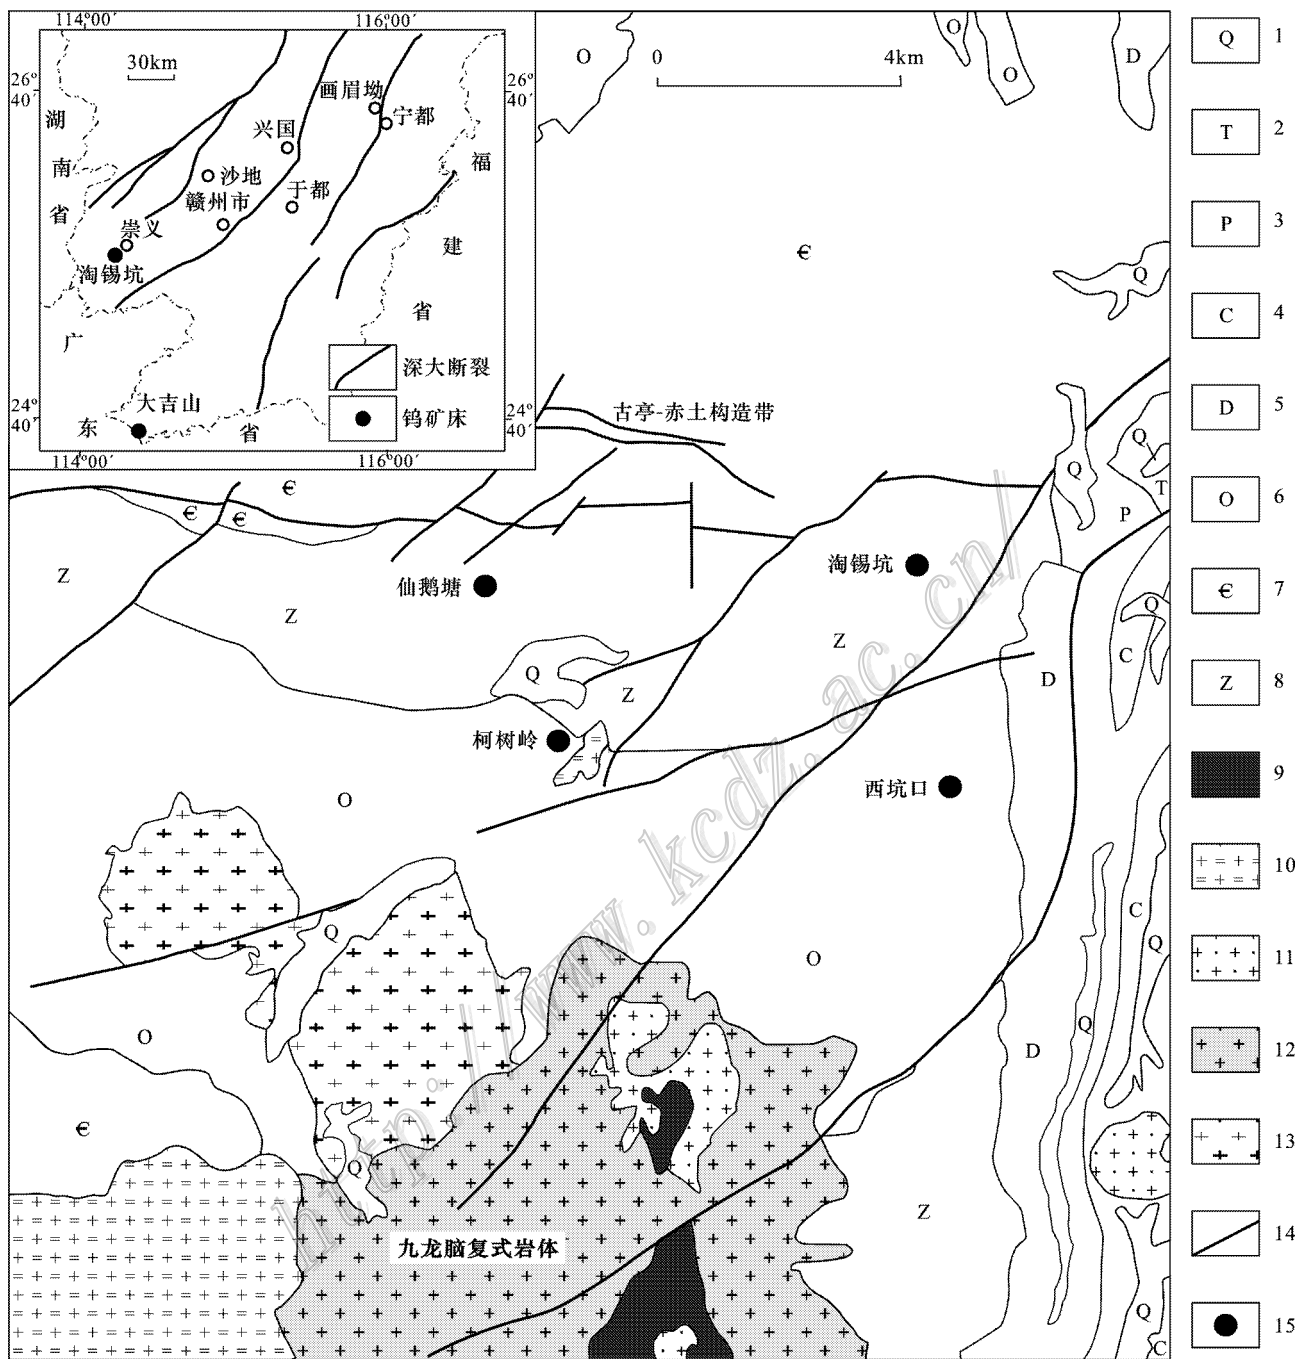 114°00′
116°00′
26°
40′
26°
40′
30km
画眉坳
宁都
兴国
湖
南
省
福
建
省
沙地
赣州市
于都
崇义
淘锡坑
广
东
省
大吉山
深大断裂
钨矿床
24°
40′
24°
40′
114°00′
116°00′
0
4km
O
O
O
D
Є
Q
古亭-赤土构造带
Q
Q
T
P
Є
Є
Є
Z
Z
仙鹅塘
淘锡坑
Z
Q
C
Q
Z
D
柯树岭
西坑口
O
Q
C
Q
O
O
Q
D
Є
Q
Z
九龙脑复式岩体
Q
C
http://www.kcdz.ac.cn/
Q 1
T 2
P 3
C 4
D 5
O 6
Є 7
Z 8
9
10
11
12
13
14
15